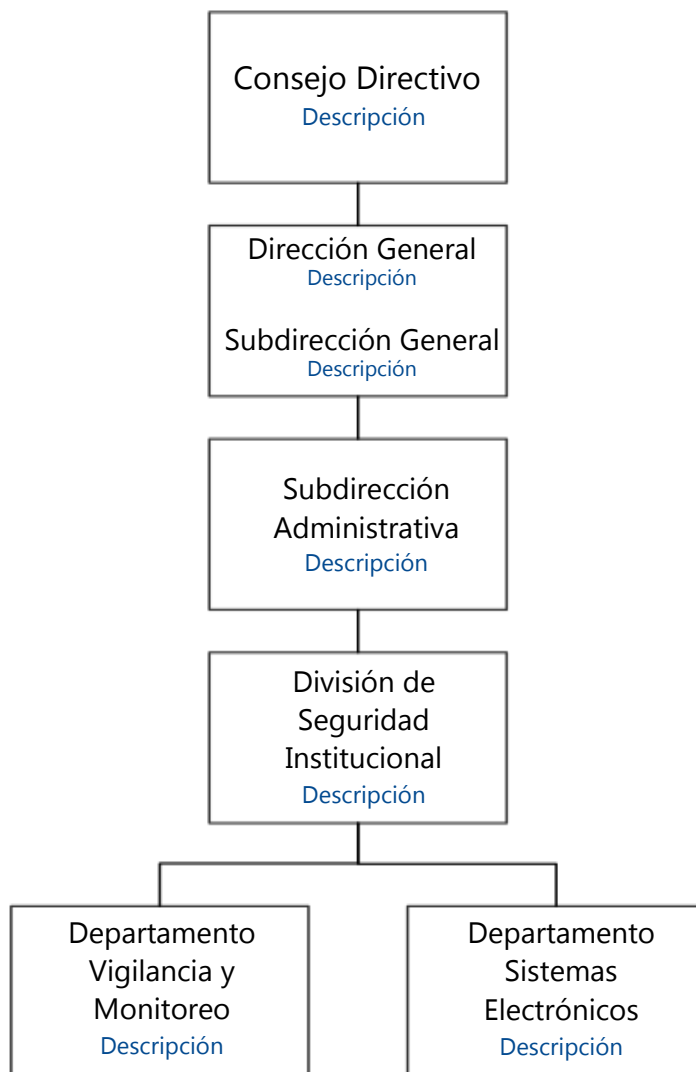 Consejo Directivo
Descripción
Dirección General
Descripción
Subdirección General
Descripción
Subdirección
Administrativa
Descripción
División de
Seguridad
Institucional
Descripción
Departamento
Vigilancia y
Monitoreo
Descripción
Departamento
Sistemas
Electrónicos
Descripción